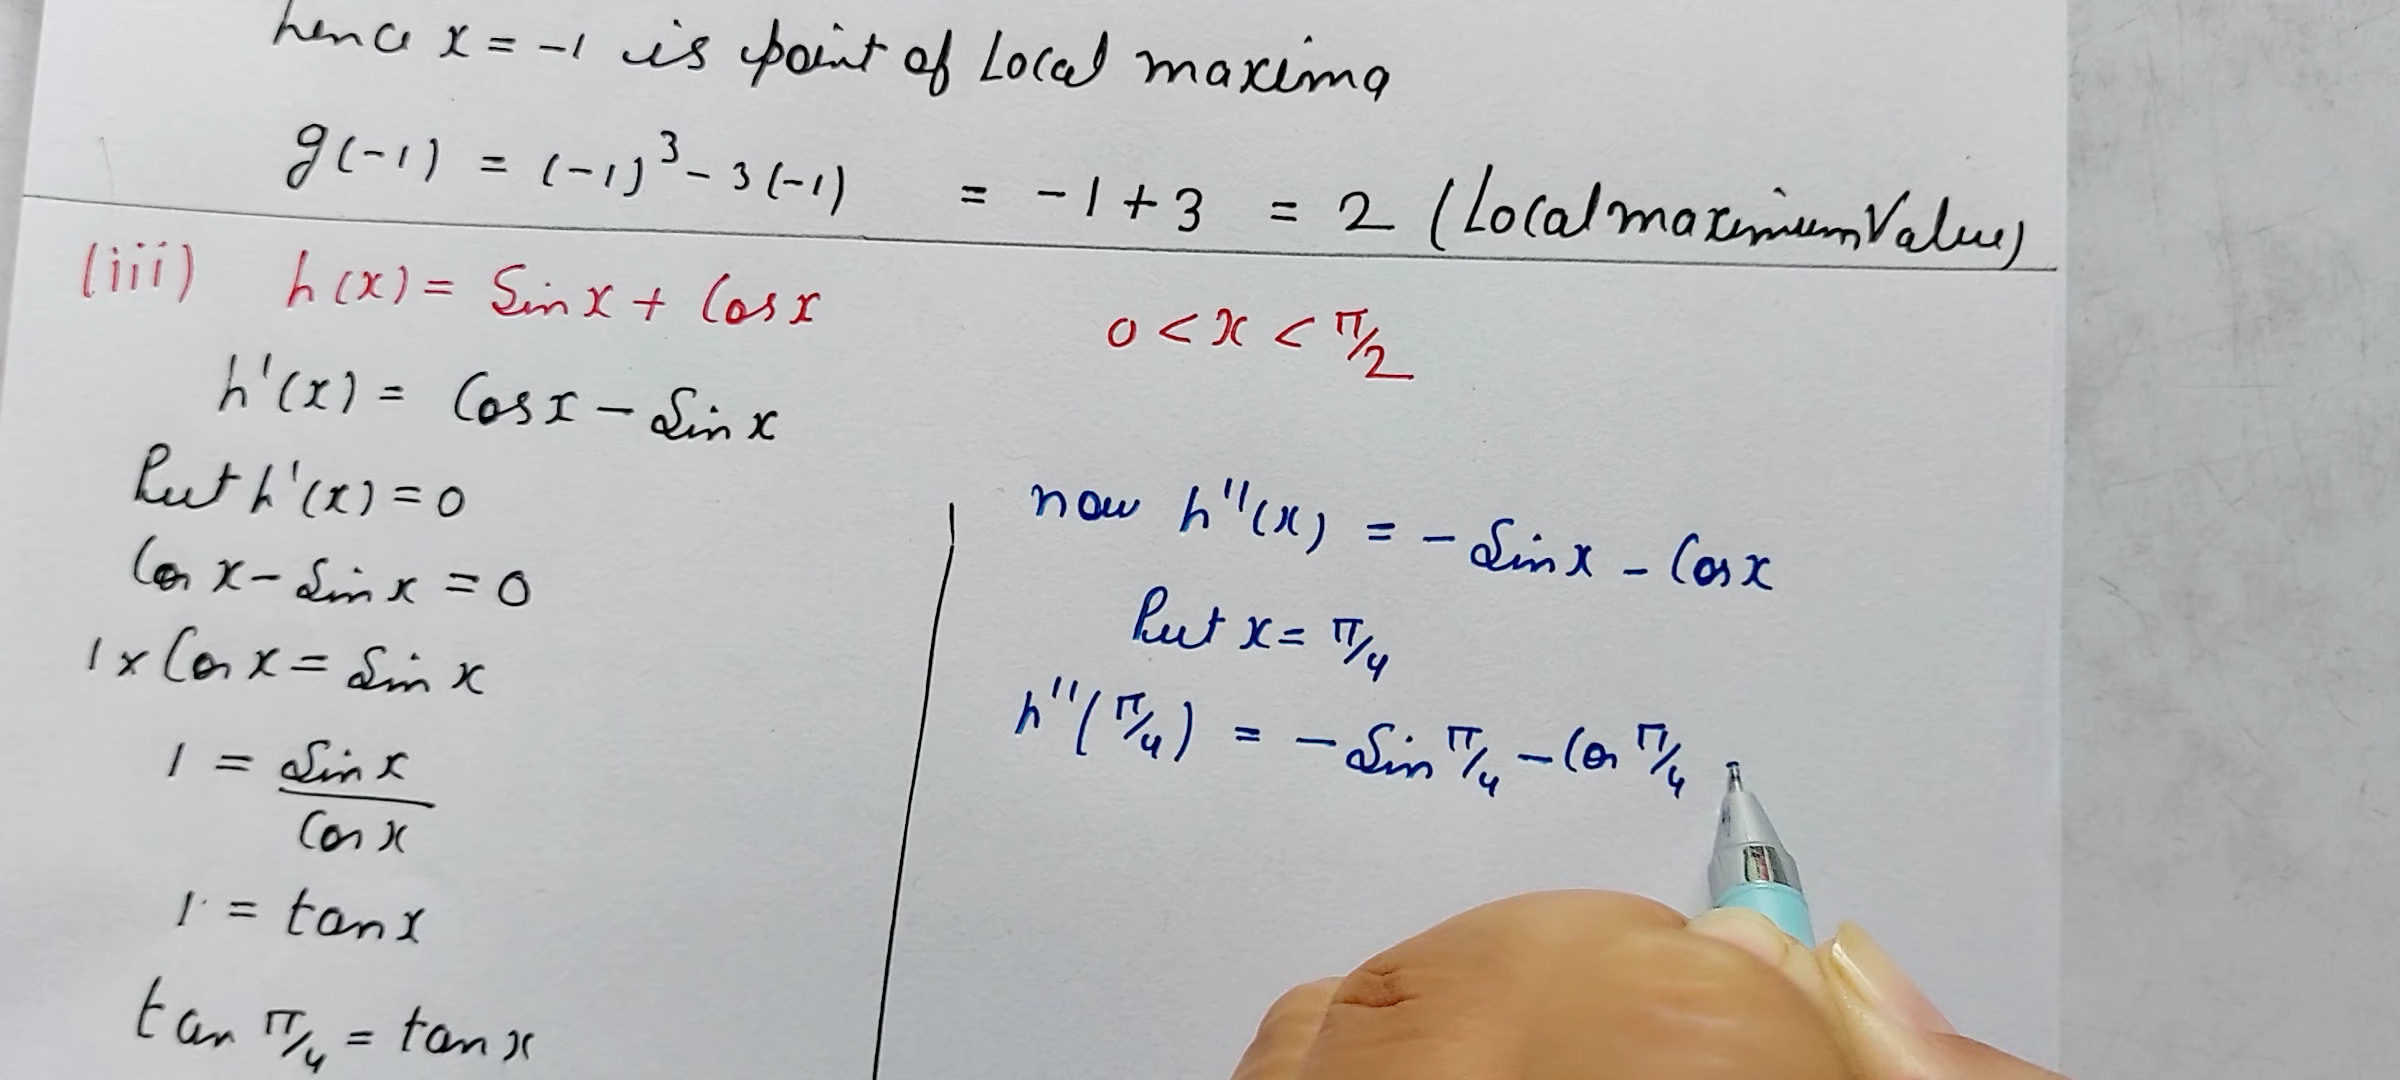 hence x = -1 is point of Local maxima
g(-1) = (-1)³ - 3(-1) = -1 + 3 = 2 (Local maximum Value)
(iii) h(x) = Sin x + Cos x 0 < x < π/2
h'(x) = Cos x - Sin x
Put h'(x) = 0
Cos x - Sin x = 0
1 x Cos x = Sin x
1 = Sin x / Cos x
1 = tan x
tan π/4 = tan x
now h''(x) = - Sin x - Cos x
Put x = π/4
h''(π/4) = - Sin π/4 - Cos π/4